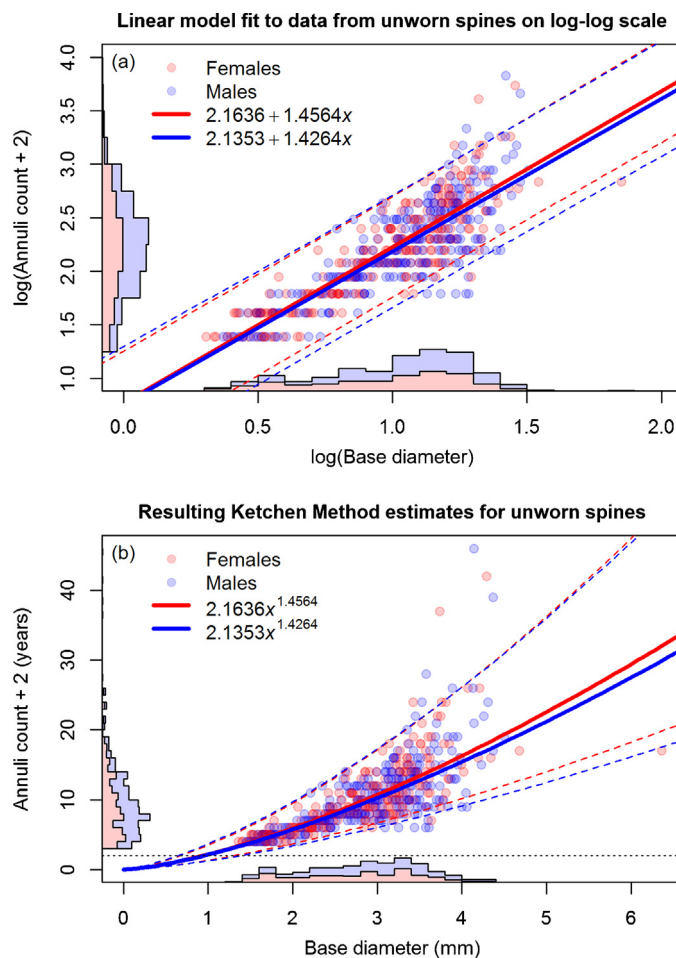 Linear model fit to data from unworn spines on log-log scale
(a)
Females
Males
2.1636 + 1.4564x
2.1353 + 1.4264x
log(Annuli count + 2)
4.0
3.5
3.0
2.5
2.0
1.5
1.0
0.0 0.5 1.0 1.5 2.0
log(Base diameter)
Resulting Ketchen Method estimates for unworn spines
(b)
Females
Males
2.1636x^1.4564
2.1353x^1.4264
Annuli count + 2 (years)
40
30
20
10
0
0 1 2 3 4 5 6
Base diameter (mm)